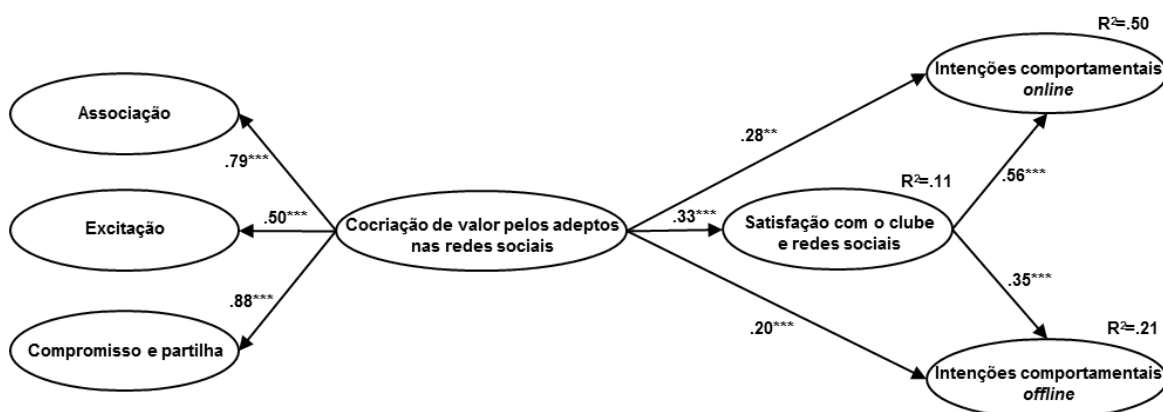 R²=.50
Intenções comportamentais
online
Associação
.79***
.28**
R²=.11
.56***
Excitação
.50***
Cocriação de valor pelos adeptos
nas redes sociais
.33***
Satisfação com o clube
e redes sociais
.88***
.35***
.20***
R²=.21
Compromisso e partilha
Intenções comportamentais
offline